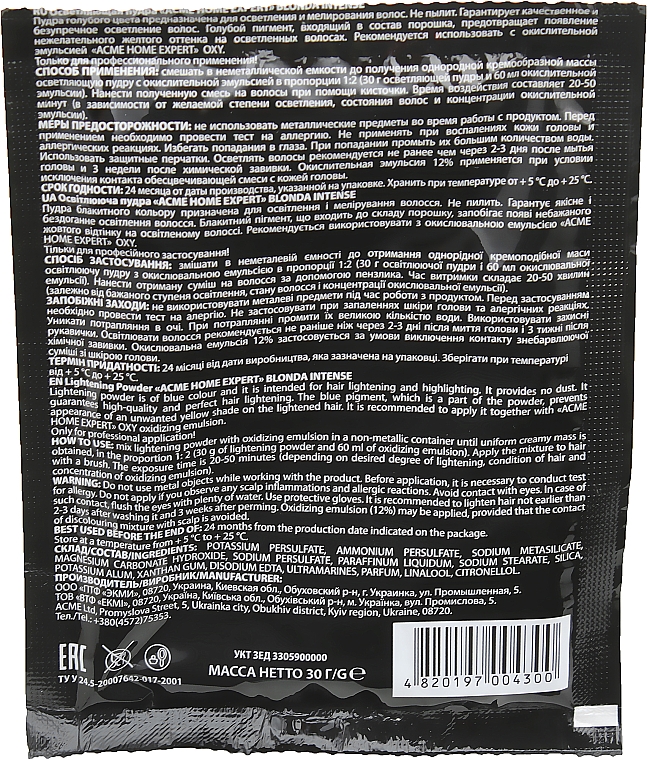 RU Осветляющая пудра «ACME HOME EXPERT» BLONDA INTENSE
Пудра голубого цвета предназначена для осветления и мелирования волос. Не пылит. Гарантирует качественное и
безупречное осветление волос. Голубой пигмент, входящий в состав порошка, предотвращает появление
нежелательного желтого оттенка на осветленных волосах. Рекомендуется использовать с окислительной
эмульсией «ACME HOME EXPERT» OXY.
Только для профессионального применения!
СПОСОБ ПРИМЕНЕНИЯ: смешать в неметаллической емкости до получения однородной кремообразной массы
осветляющую пудру с окислительной эмульсией в пропорции 1:2 (30 г осветляющей пудры и 60 мл окислительной
эмульсии). Нанести полученную смесь на волосы при помощи кисточки. Время воздействия составляет 20-50
минут (в зависимости от желаемой степени осветления, состояния волос и концентрации окислительной
эмульсии).
МЕРЫ ПРЕДОСТОРОЖНОСТИ: не использовать металлические предметы во время работы с продуктом. Перед
применением необходимо провести тест на аллергию. Не применять при воспалениях кожи головы и
аллергических реакциях. Избегать попадания в глаза. При попадании промыть их большим количеством воды.
Использовать защитные перчатки. Осветлять волосы рекомендуется не ранее чем через 2-3 дня после мытья
головы и 3 недели после химической завивки. Окислительная эмульсия 12% применяется при условии
исключения контакта обесцвечивающей смеси с кожей головы.
СРОК ГОДНОСТИ: 24 месяца от даты производства, указанной на упаковке. Хранить при температуре от + 5 °С до + 25 °С.
UA Освітлююча пудра «ACME HOME EXPERT» BLONDA INTENSE
Пудра блакитного кольору призначена для освітлення і мелірування волосся. Не пилить. Гарантує якісне і
бездоганне освітлення волосся. Блакитний пігмент, що входить до складу порошку, запобігає появі небажаного
жовтого відтінку на освітленому волоссі. Рекомендується використовувати з окислювальною емульсією «ACME
HOME EXPERT» OXY.
Тільки для професійного застосування!
СПОСІБ ЗАСТОСУВАННЯ: змішати в неметалевій ємності до отримання однорідної кремоподібної маси
освітлюючу пудру з окислювальною емульсією в пропорції 1:2 (30 г освітлюючої пудри і 60 мл окислювальної
емульсії). Нанести отриману суміш на волосся за допомогою пензлика. Час витримки складає 20-50 хвилин
(залежно від бажаного ступеня освітлення, стану волосся і концентрації окислювальної емульсії).
ЗАПОБІЖНІ ЗАХОДИ: не використовувати металеві предмети під час роботи з продуктом. Перед застосуванням
необхідно провести тест на алергію. Не застосовувати при запаленнях шкіри голови та алергічних реакціях.
Уникати потрапляння в очі. При потраплянні промити їх великою кількістю води. Використовувати захисні
рукавички. Освітлювати волосся рекомендується не раніше ніж через 2-3 дні після миття голови і 3 тижні після
хімічної завивки. Окислювальна емульсія 12% застосовується за умови виключення контакту знебарвлюючої
суміші зі шкірою голови.
ТЕРМІН ПРИДАТНОСТІ: 24 місяці від дати виробництва, яка зазначена на упаковці. Зберігати при температурі
від + 5 °С до + 25 °С.
EN Lightening Powder «ACME HOME EXPERT» BLONDA INTENSE
Lightening powder is of blue colour and it is intended for hair lightening and highlighting. It provides no dust. It
guarantees high-quality and perfect hair lightening. The blue pigment, which is a part of the powder, prevents
appearance of an unwanted yellow shade on the lightened hair. It is recommended to apply it together with «ACME
HOME EXPERT» OXY oxidizing emulsion.
Only for professional application!
HOW TO USE: mix lightening powder with oxidizing emulsion in a non-metallic container until uniform creamy mass is
obtained, in the proportion 1: 2 (30 g of lightening powder and 60 ml of oxidizing emulsion). Apply the mixture to hair
with a brush. The exposure time is 20-50 minutes (depending on desired degree of lightening, condition of hair and
concentration of oxidizing emulsion).
WARNING: Do not use metal objects while working with the product. Before application, it is necessary to conduct test
for allergy. Do not apply if you observe any scalp inflammations and allergic reactions. Avoid contact with eyes. In case of
such contact, flush the eyes with plenty of water. Use protective gloves. It is recommended to lighten hair not earlier than
2-3 days after washing it and 3 weeks after perming. Oxidizing emulsion (12%) may be applied, provided that the contact
of discolouring mixture with scalp is avoided.
BEST USED BEFORE THE END OF: 24 months from the production date indicated on the package.
Store at a temperature from + 5 °C to + 25 °C.
СКЛАД/СОСТАВ/INGREDIENTS: POTASSIUM PERSULFATE, AMMONIUM PERSULFATE, SODIUM METASILICATE,
MAGNESIUM CARBONATE HYDROXIDE, SODIUM PERSULFATE, PARAFFINUM LIQUIDUM, SODIUM STEARATE, SILICA,
POTASSIUM ALUM, XANTHAN GUM, DISODIUM EDTA, ULTRAMARINES, PARFUM, LINALOOL, CITRONELLOL.
ПРОИЗВОДИТЕЛЬ/ВИРОБНИК/MANUFACTURER:
ООО «ПТФ «ЭКМИ», 08720, Украина, Киевская обл., Обуховский р-н, г. Украинка, ул. Промышленная, 5.
ТОВ «ВТФ «ЕКМІ», 08720, Україна, Київська обл., Обухівський р-н, м. Українка, вул. Промислова, 5.
ACME Ltd, Promyslova Street, 5, Ukrainka city, Obukhiv district, Kyiv region, Ukraine, 08720.
Тел./Tel.: +380(4572)75353.
EAC
ТУ У 24.5-20007642-017-2001
УКТ ЗЕД 3305900000
МАССА НЕТТО 30 Г/G ℮
4 820197 004300